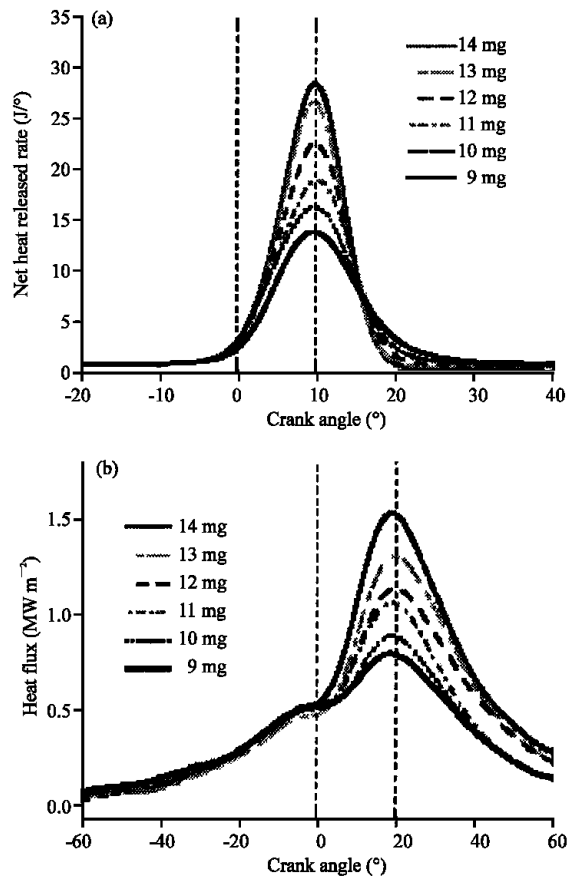 (a)
35
30
25
20
15
10
5
0
Net heat released rate (J/°)
14 mg
13 mg
12 mg
11 mg
10 mg
9 mg
-20 -10 0 10 20 30 40
Crank angle (°)
(b)
1.5
1.0
0.5
0.0
Heat flux (MW m⁻²)
14 mg
13 mg
12 mg
11 mg
10 mg
9 mg
-60 -40 -20 0 20 40 60
Crank angle (°)